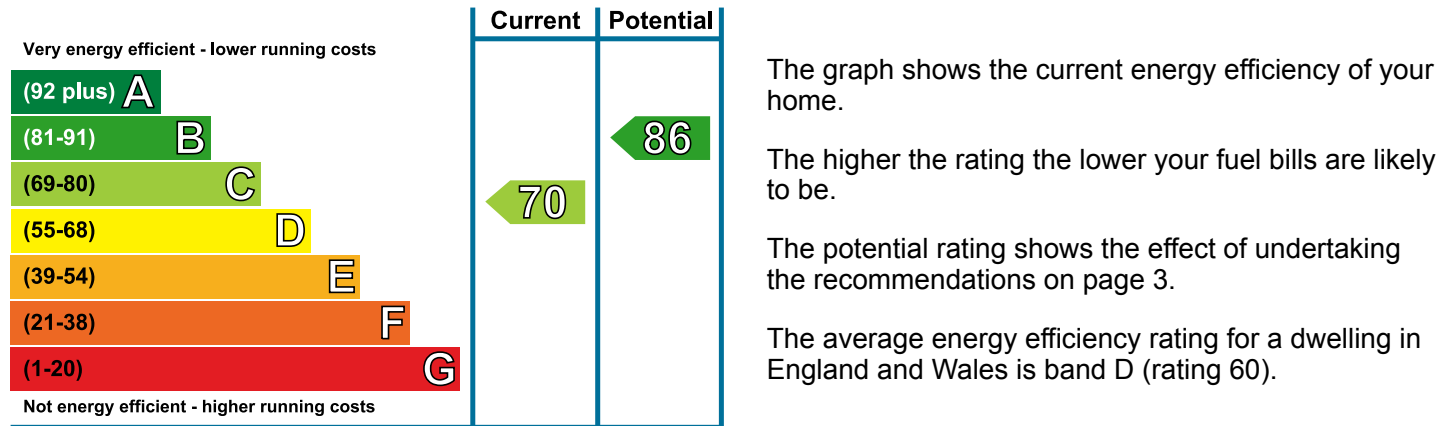 Current Potential
Very energy efficient - lower running costs
(92 plus) A
(81-91) B
86
(69-80) C
70
(55-68) D
(39-54) E
(21-38) F
(1-20) G
Not energy efficient - higher running costs
The graph shows the current energy efficiency of your
home.
The higher the rating the lower your fuel bills are likely
to be.
The potential rating shows the effect of undertaking
the recommendations on page 3.
The average energy efficiency rating for a dwelling in
England and Wales is band D (rating 60).